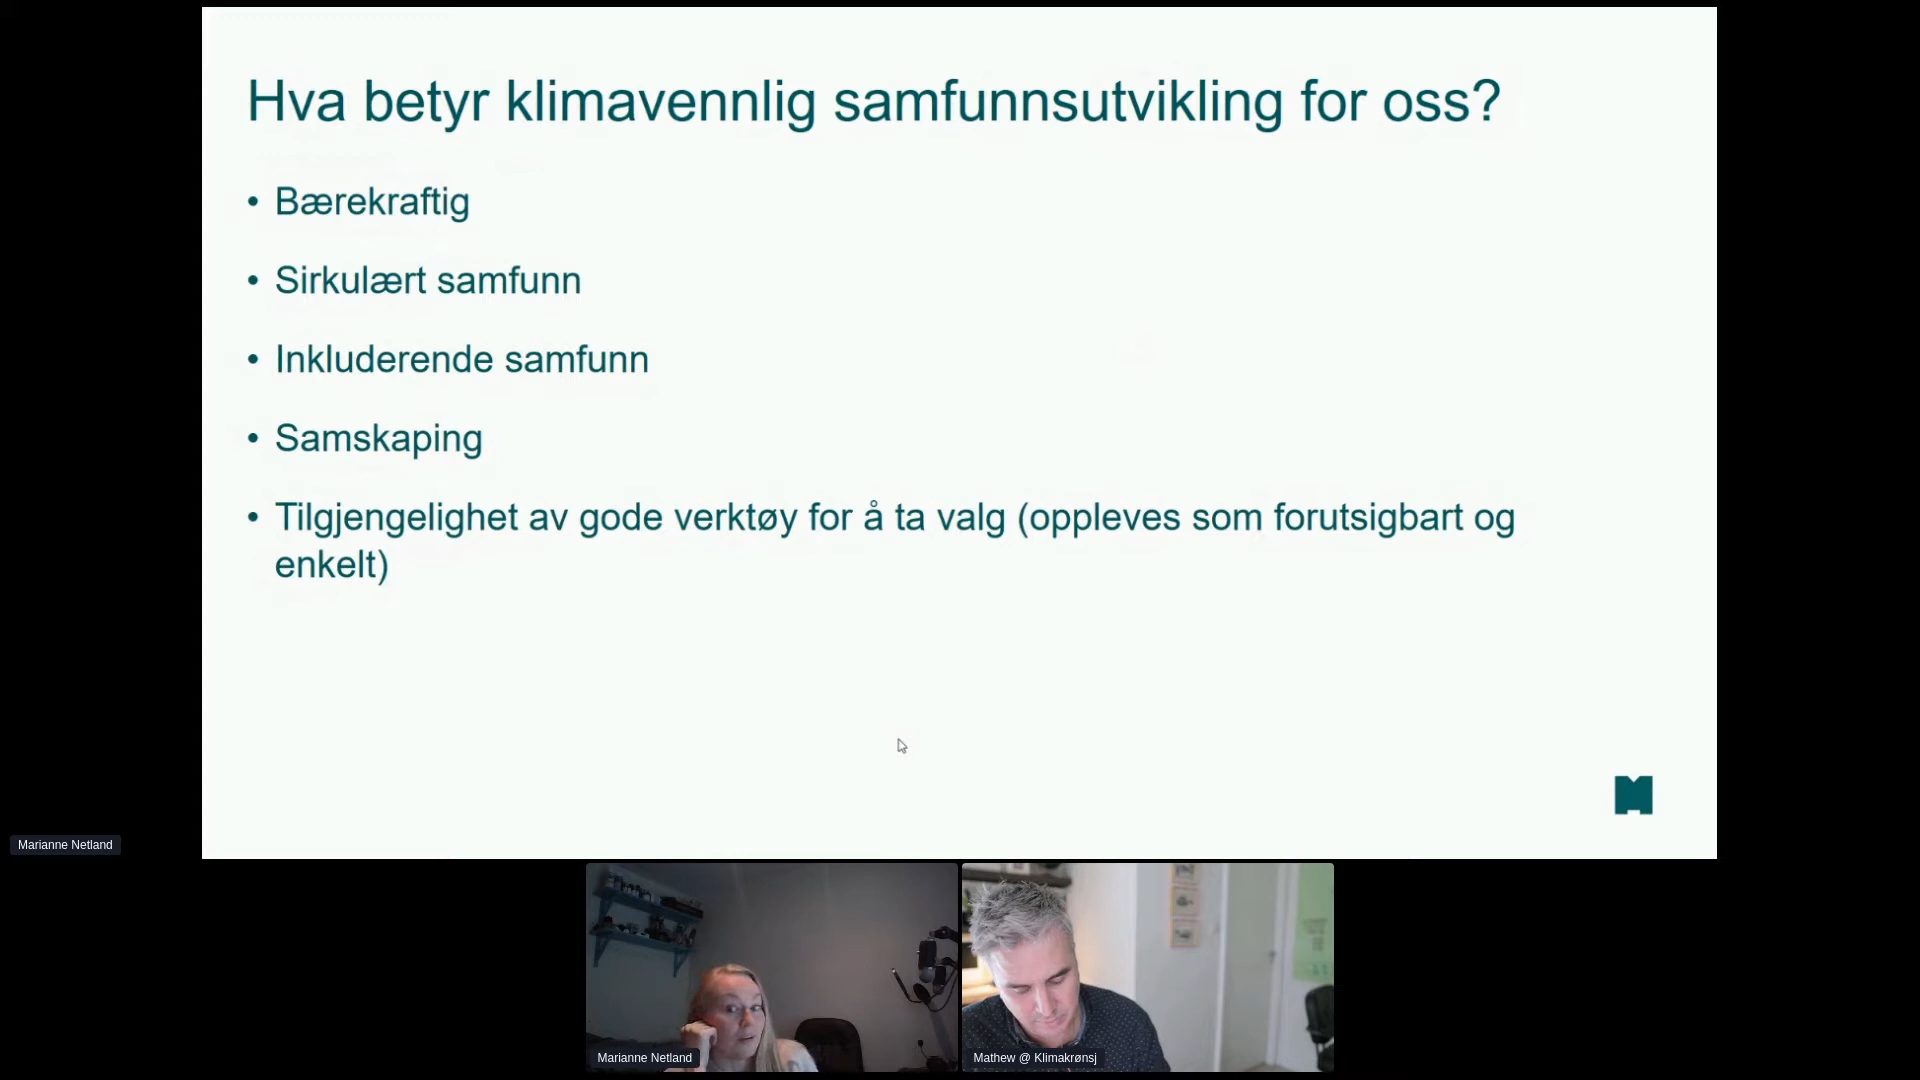 Hva betyr klimavennlig samfunnsutvikling for oss?
• Bærekraftig
• Sirkulært samfunn
• Inkluderende samfunn
• Samskaping
• Tilgjengelighet av gode verktøy for å ta valg (oppleves som forutsigbart og
enkelt)
Marianne Netland
Marianne Netland
Mathew @ Klimakrønsj